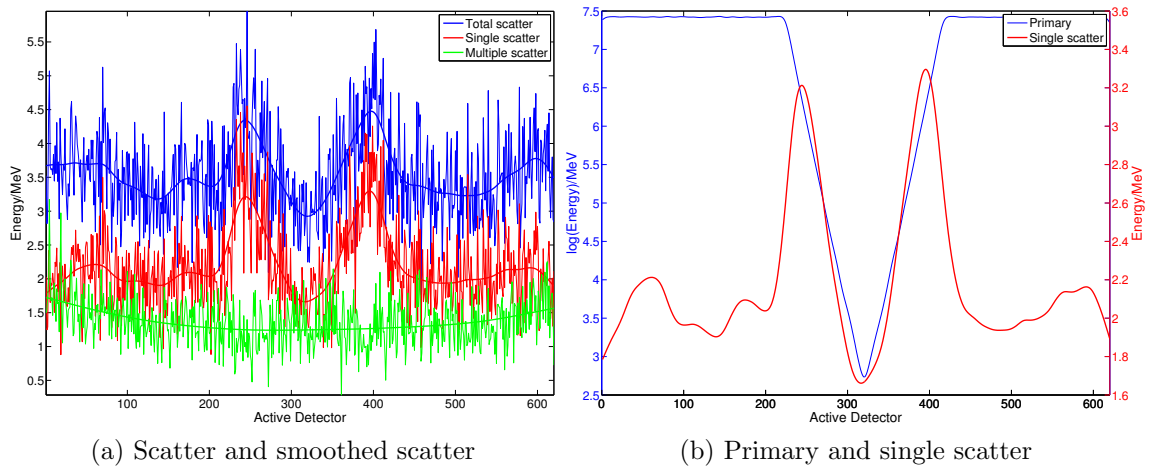 Total scatter
Single scatter
Multiple scatter
Energy/MeV
5.5
5
4.5
4
3.5
3
2.5
2
1.5
1
0.5
100 200 300 400 500 600
Active Detector
(a) Scatter and smoothed scatter
Primary
Single scatter
log(Energy)/MeV
7.5
7
6.5
6
5.5
5
4.5
4
3.5
3
2.5
0 100 200 300 400 500 600
Active Detector
3.6
3.4
3.2
3
2.8
2.6
2.4
2.2
2
1.8
1.6
Energy/MeV
(b) Primary and single scatter